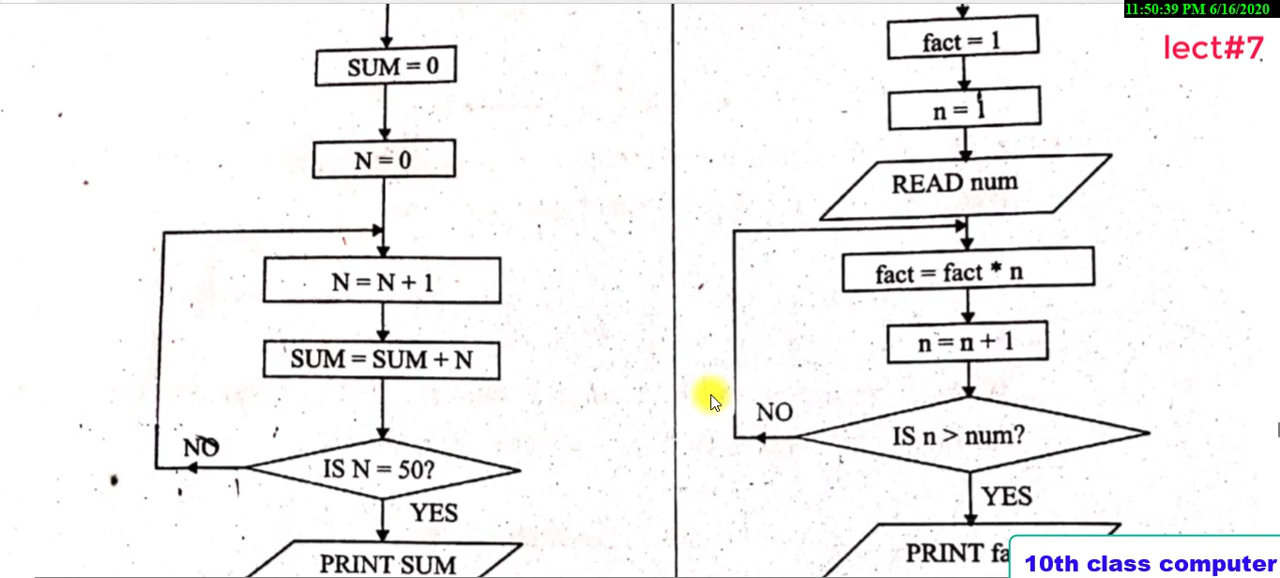 11:50:39 PM 6/16/2020
lect#7
SUM = 0
N = 0
N = N + 1
SUM = SUM + N
NO
IS N = 50?
YES
PRINT SUM
fact = 1
n = 1
READ num
fact = fact * n
n = n + 1
NO
IS n > num?
YES
PRINT
10th class computer